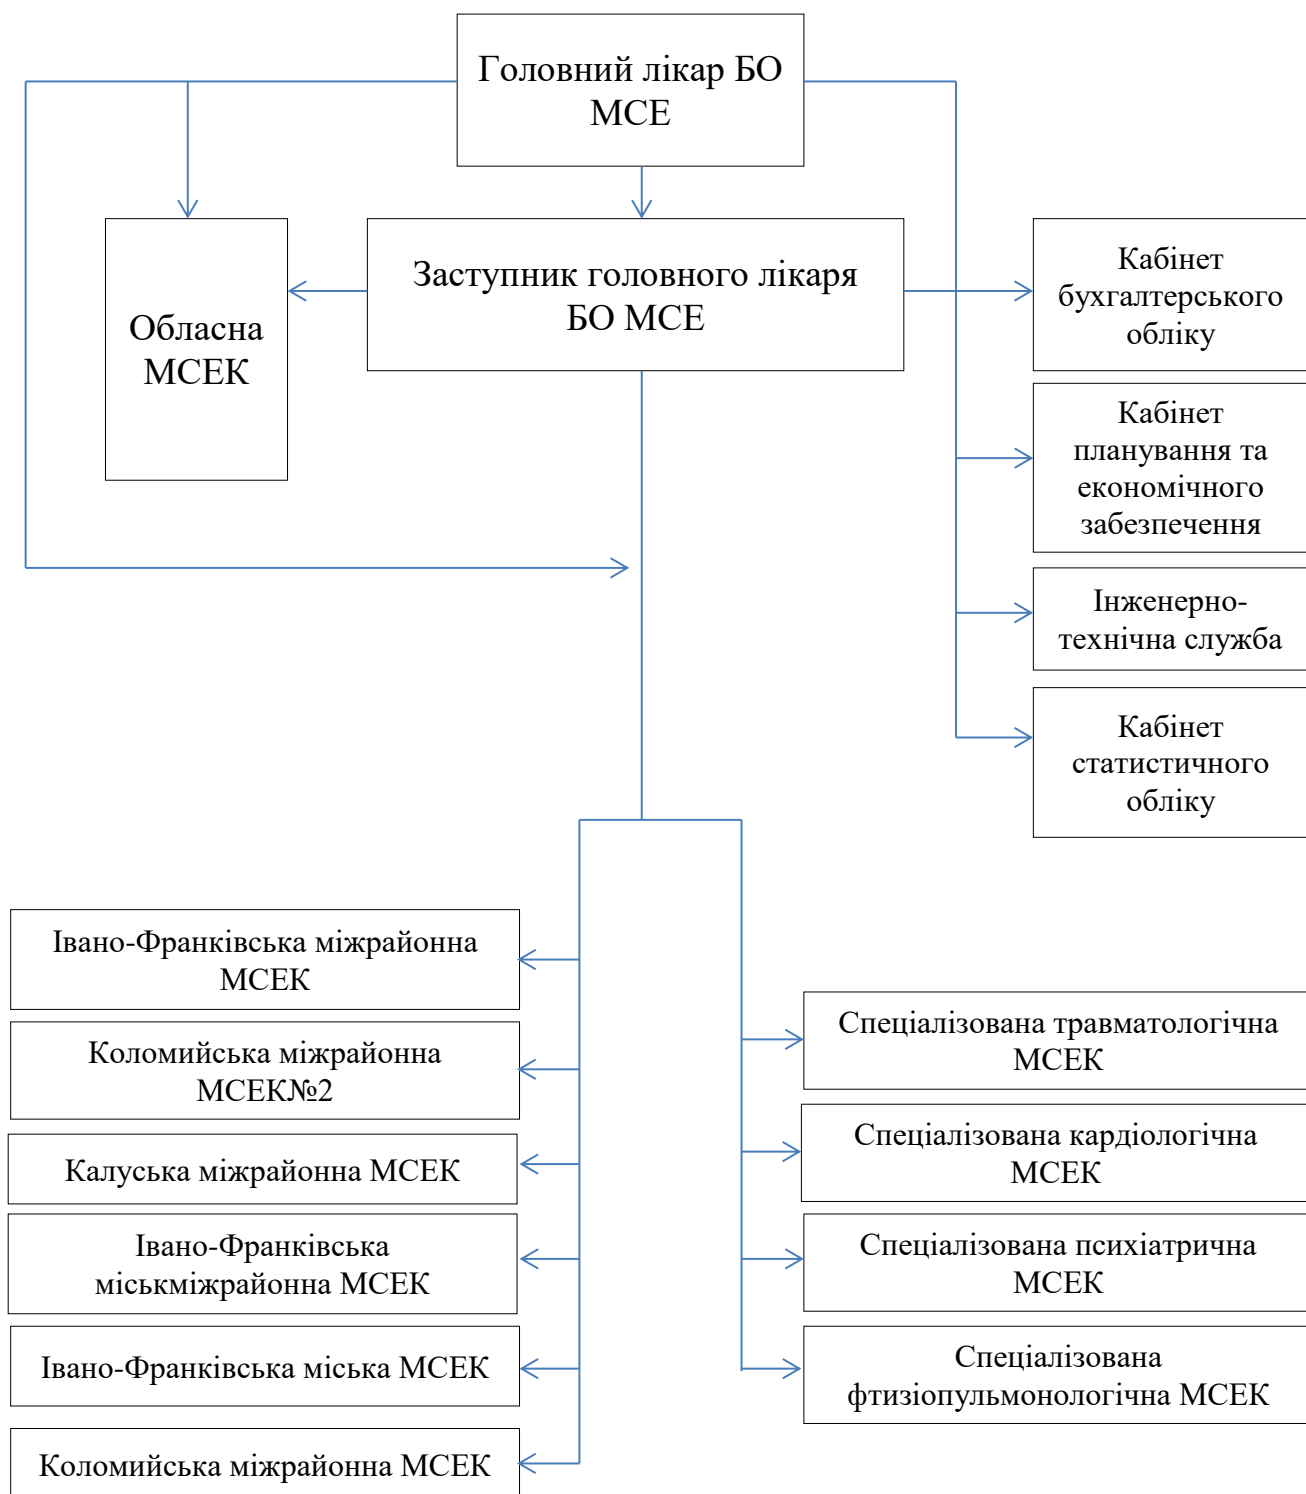 Головний лікар БО
МСЕ
Обласна
МСЕК
Заступник головного лікаря
БО МСЕ
Кабінет
бухгалтерського
обліку
Кабінет
планування та
економічного
забезпечення
Інженерно-
технічна служба
Кабінет
статистичного
обліку
Івано-Франківська міжрайонна
МСЕК
Коломийська міжрайонна
МСЕК№2
Калуська міжрайонна МСЕК
Івано-Франківська
міськміжрайонна МСЕК
Івано-Франківська міська МСЕК
Коломийська міжрайонна МСЕК
Спеціалізована травматологічна
МСЕК
Спеціалізована кардіологічна
МСЕК
Спеціалізована психіатрична
МСЕК
Спеціалізована
фтизіопульмонологічна МСЕК